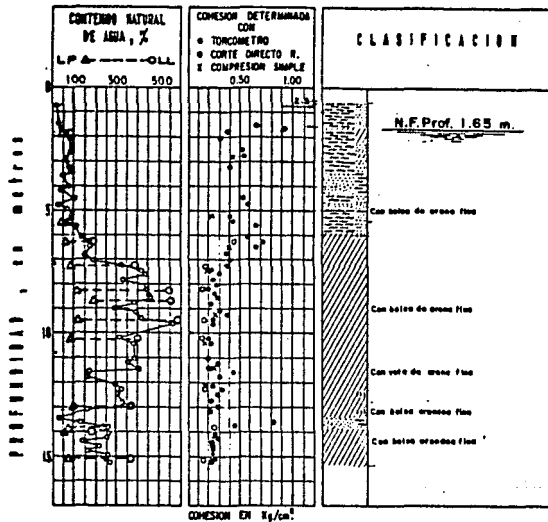 CONTENIDO NATURAL
DE AGUA, %
LP LL
100 300 500
COHESION DETERMINADA
CON
TORCOMETRO
CORTE DIRECTO R.
x COMPRESION SIMPLE
0.50 1.00
CLASIFICACION
0
5
10
15
PROFUNDIDAD, en metros
N.F. Prof. 1.65 m.
Con bolsa de arena fina
Con bolsa de arena fina
Con veta de arena fina
Con bolsa arenosa fina
Con bolsa arenosa fina
COHESION EN Kg/cm²